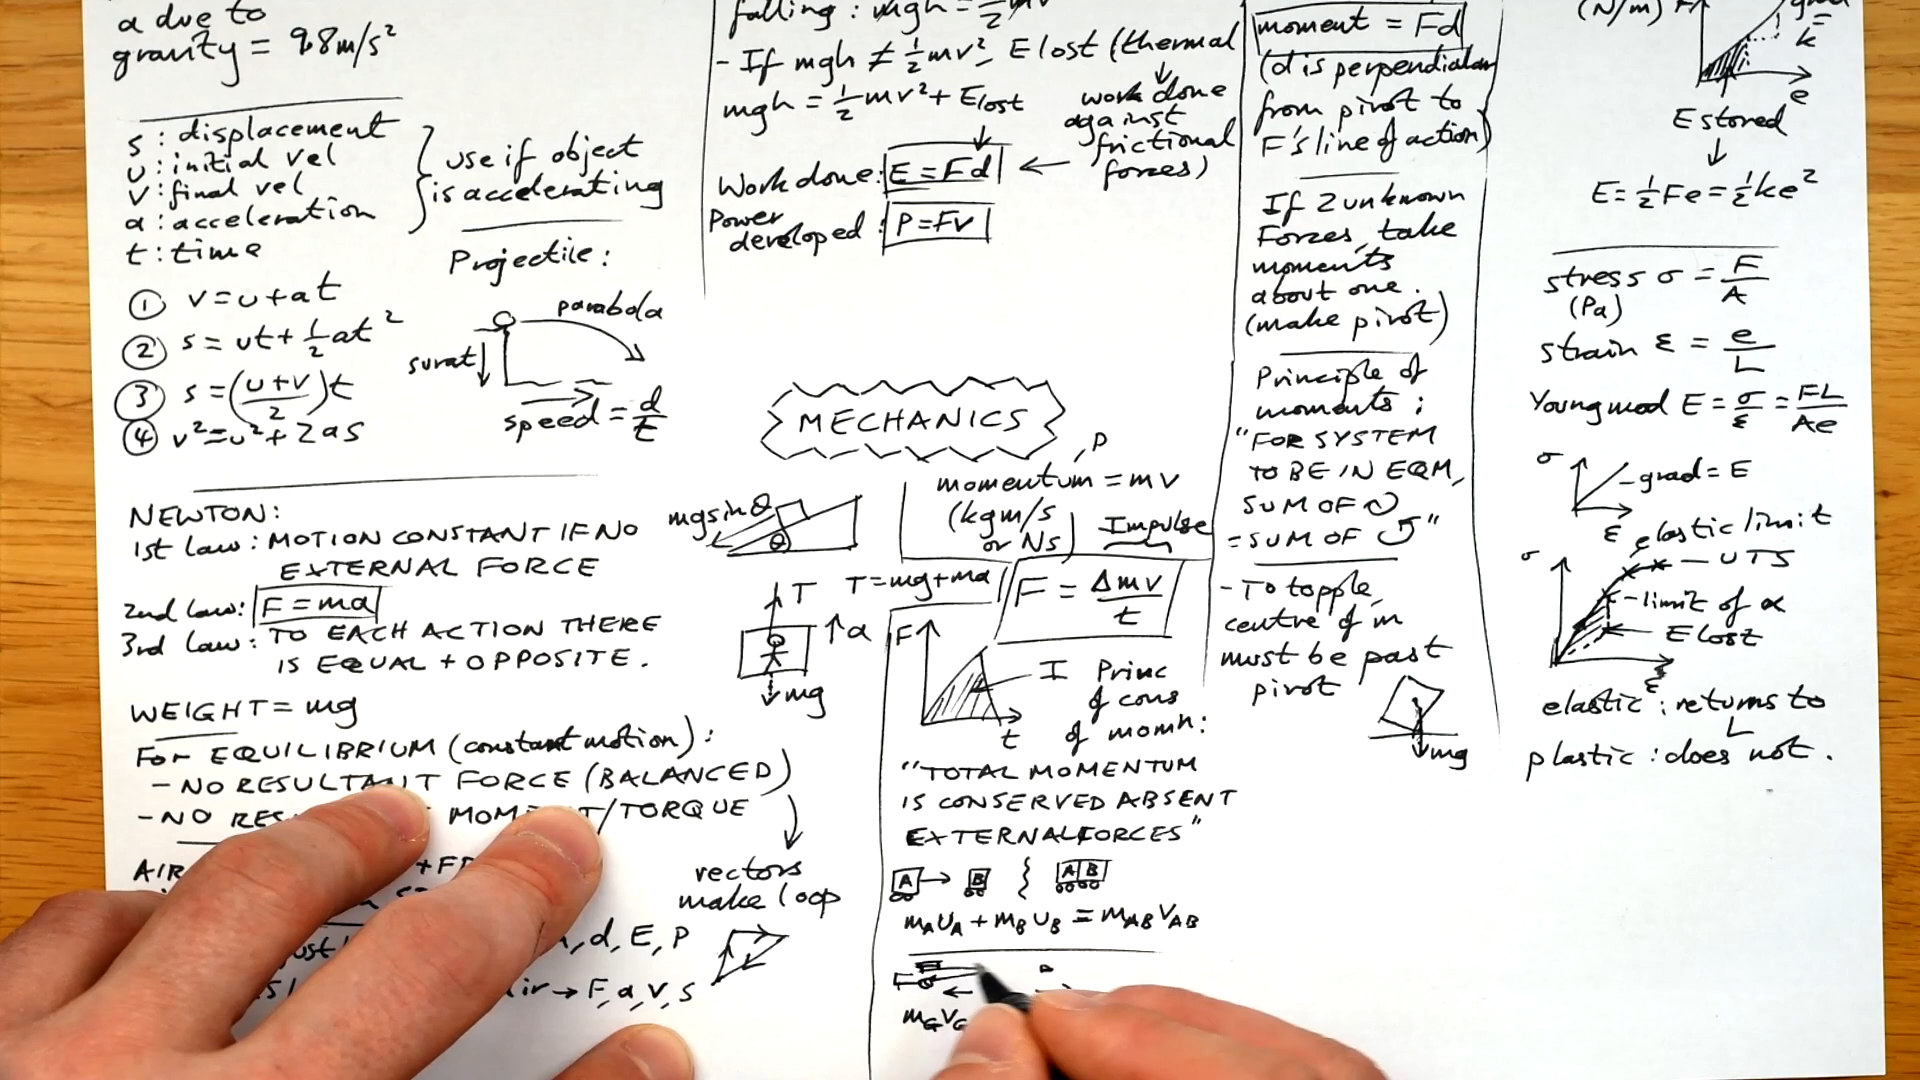 a due to
gravity = 9.8m/s²
s : displacement
u : initial vel
v : final vel
a : acceleration
t : time
use if object
is accelerating
① v = u + at
② s = ut + ½at²
③ s = (u+v/2)t
④ v² = u² + 2as
Projectile :
parabola
surat
speed = d/t
NEWTON:
1st law : MOTION CONSTANT IF NO
EXTERNAL FORCE
2nd law: F = ma
3rd law : TO EACH ACTION THERE
IS EQUAL + OPPOSITE.
WEIGHT = mg
FOR EQUILIBRIUM (constant motion) :
- NO RESULTANT FORCE (BALANCED)
- NO MOMENT/TORQUE
AIR
vectors
make loop
d, E, P
→ F, a, v, s
mgsinθ
θ
T
T = mg + ma
↑ a
mg
falling : mgh = ½mv²
- If mgh ≠ ½mv², E lost (thermal
mgh = ½mv² + Elost
work done
against
frictional
forces)
Work done: E = Fd
Power
developed : P = Fv
MECHANICS
momentum, p = mv
(kgm/s
or Ns)
Impulse
F = Δmv/t
F
t
I
Princ
of cons
of momn :
"TOTAL MOMENTUM
IS CONSERVED ABSENT
EXTERNAL FORCES"
A → B
A B
mAuA + mBuB = mABvAB
mGvG
moment = Fd
(d is perpendicular
from pivot to
F's line of action)
If 2 unknown
Forces, take
moments
about one.
(make pivot)
Principle of
moments :
"FOR SYSTEM
TO BE IN EQM,
SUM OF ↻
= SUM OF ↺"
- To topple,
centre of m
must be past
pivot
mg
(N/m)
F
grad
= k
e
E stored
↓
E = ½Fe = ½ke²
stress σ = F/A
(Pa)
strain ε = e/L
Young mod E = σ/ε = FL/Ae
σ
- grad = E
ε
elastic limit
σ
- UTS
- limit of α
E lost
ε
elastic : returns to
L
plastic : does not .